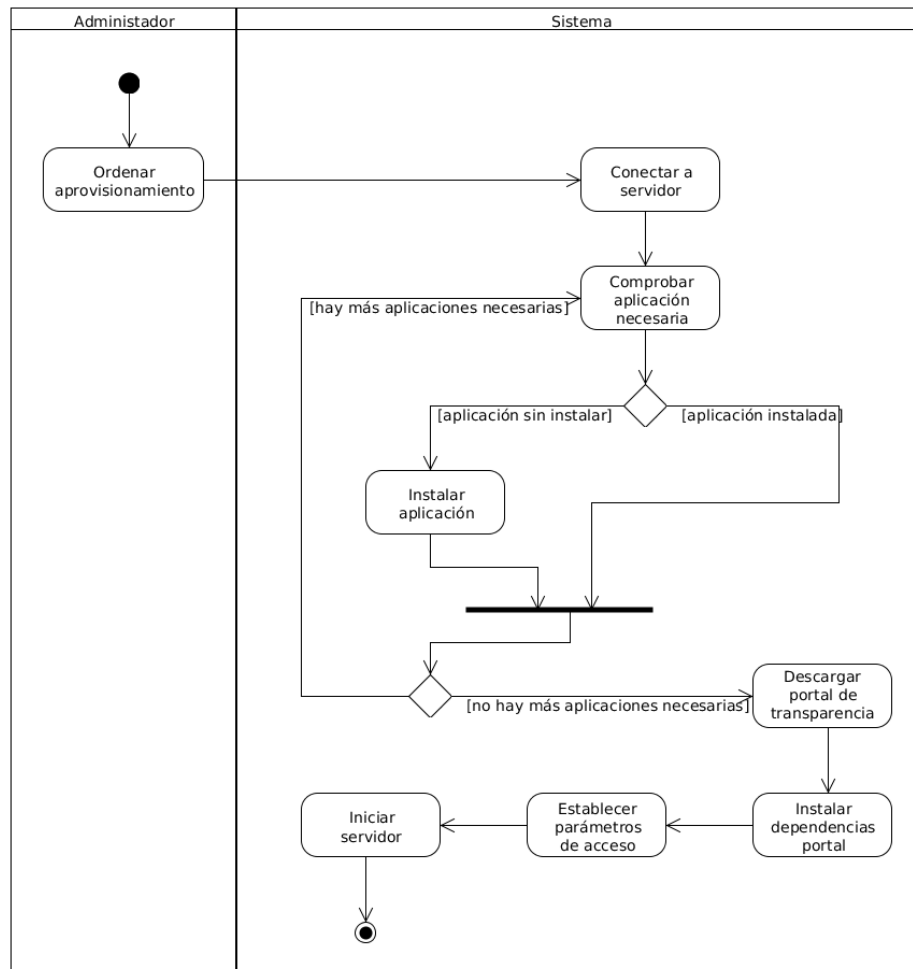 Administador
Sistema
Ordenar
aprovisionamiento
Conectar a
servidor
Comprobar
aplicación
necesaria
[hay más aplicaciones necesarias]
[aplicación sin instalar]
[aplicación instalada]
Instalar
aplicación
Descargar
portal de
transparencia
[no hay más aplicaciones necesarias]
Iniciar
servidor
Establecer
parámetros
de acceso
Instalar
dependencias
portal